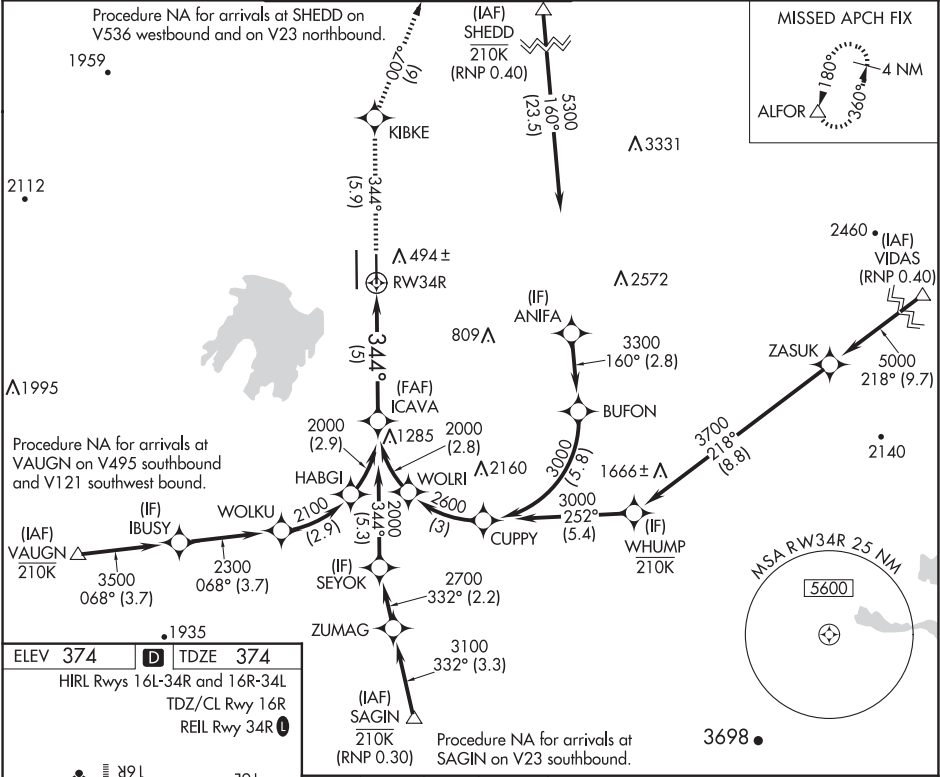 Procedure NA for arrivals at SHEDD on
V536 westbound and on V23 northbound.
1959
007°
(6)
(IAF)
SHEDD
210K
(RNP 0.40)
5300
160°
(23.5)
MISSED APCH FIX
180°
4 NM
360°
ALFOR
KIBKE
3331
2112
344°
(5.9)
494 ±
RW34R
2460
(IAF)
VIDAS
(RNP 0.40)
2572
(IF)
ANIFA
809
3300
160° (2.8)
ZASUK
5000
218° (9.7)
344°
(5)
1995
(FAF)
ICAVA
BUFON
3700
218°
(8.8)
2140
2000
(2.9)
1285
2000
(2.8)
Procedure NA for arrivals at
VAUGN on V495 southbound
and V121 southwest bound.
HABGI
WOLRI
2160
3000
(5.8)
1666 ±
(IF)
IBUSY
WOLKU
2100
(2.9)
2000
344°
(5.3)
2600
(3)
CUPPY
3000
252°
(5.4)
(IF)
WHUMP
210K
(IAF)
VAUGN
210K
3500
068° (3.7)
2300
068° (3.7)
(IF)
SEYOK
2700
332° (2.2)
MSA RW34R 25 NM
5600
1935
ZUMAG
3100
332° (3.3)
ELEV 374 D TDZE 374
HIRL Rwys 16L-34R and 16R-34L
TDZ/CL Rwy 16R
REIL Rwy 34R L
(IAF)
SAGIN
210K
(RNP 0.30)
Procedure NA for arrivals at
SAGIN on V23 southbound.
3698
16R